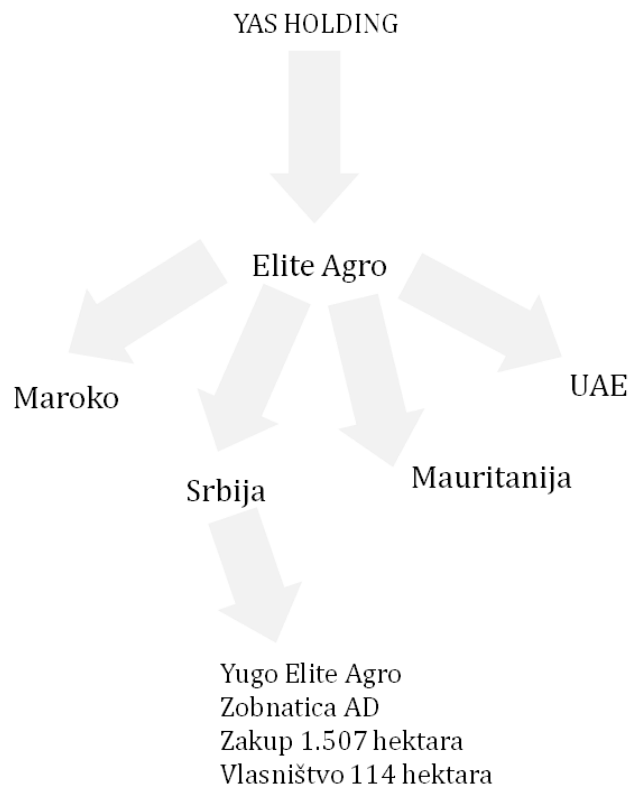 YAS HOLDING
Elite Agro
Maroko
UAE
Srbija
Mauritanija
Yugo Elite Agro
Zobnatica AD
Zakup 1.507 hektara
Vlasništvo 114 hektara